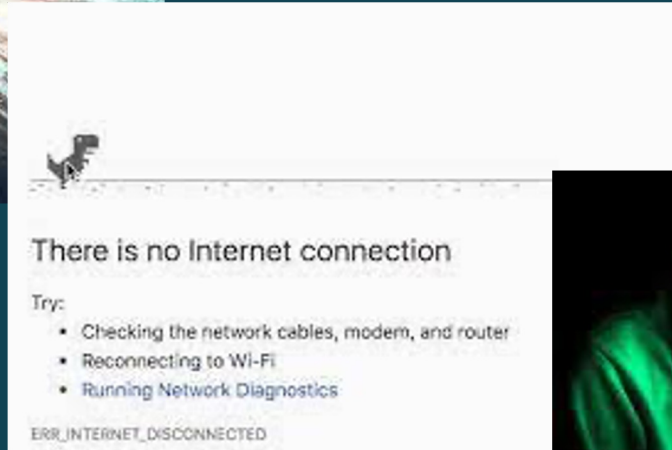 There is no Internet connection
Try:
Checking the network cables, modem, and router
Reconnecting to Wi-Fi
Running Network Diagnostics
ERR_INTERNET_DISCONNECTED